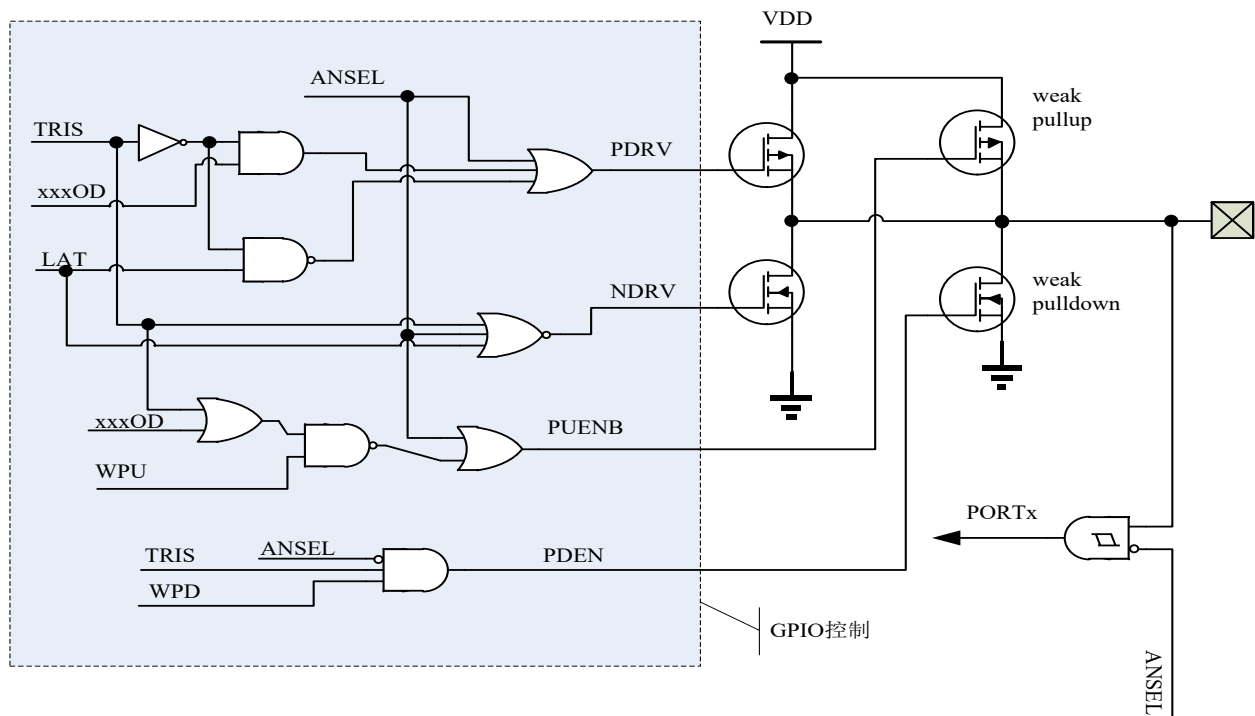 VDD
ANSEL
weak
pullup
TRIS
PDRV
xxxOD
LAT
NDRV
weak
pulldown
xxxOD
PUENB
WPU
PORTx
ANSEL
TRIS
PDEN
WPD
GPIO控制
ANSEL